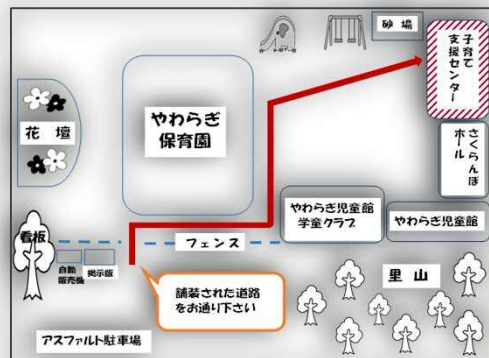 砂場
子育て
支援センター
花壇
やわらぎ
保育園
さくらんぼ
ホール
やわらぎ児童館
学童クラブ
やわらぎ児童館
看板
フェンス
自動
販売機
掲示版
舗装された道路
をお通り下さい
里山
アスファルト駐車場